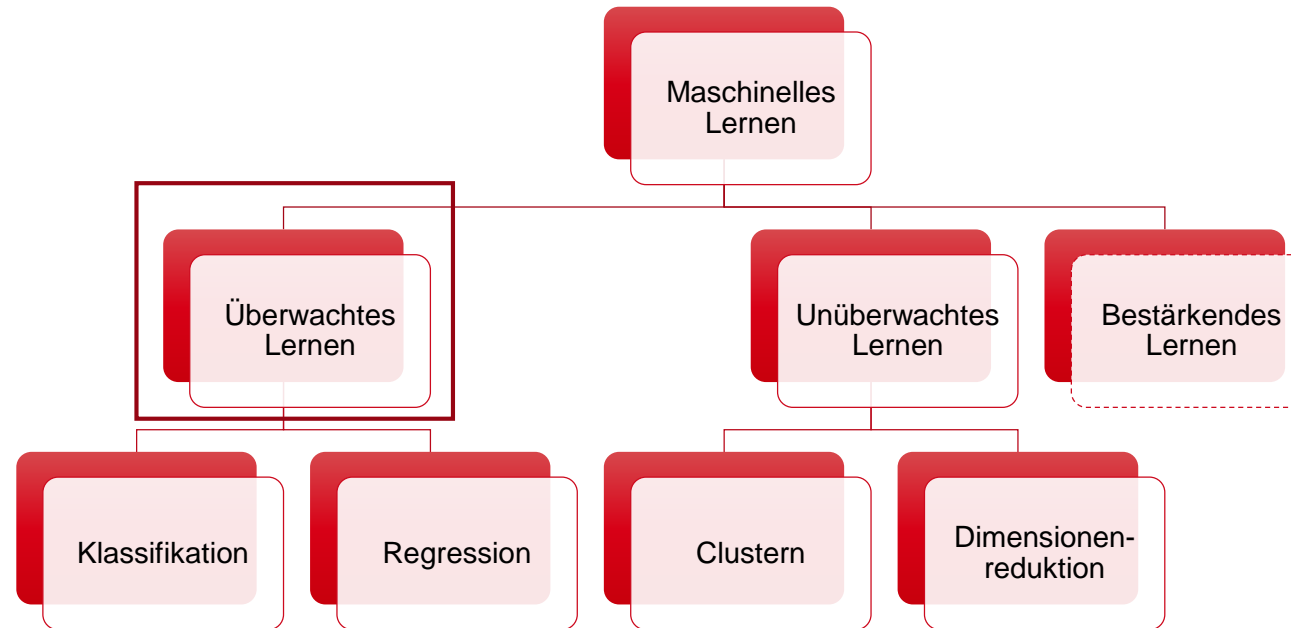 Maschinelles
Lernen
Überwachtes
Lernen
Unüberwachtes
Lernen
Bestärkendes
Lernen
Klassifikation
Regression
Clustern
Dimensionen-
reduktion